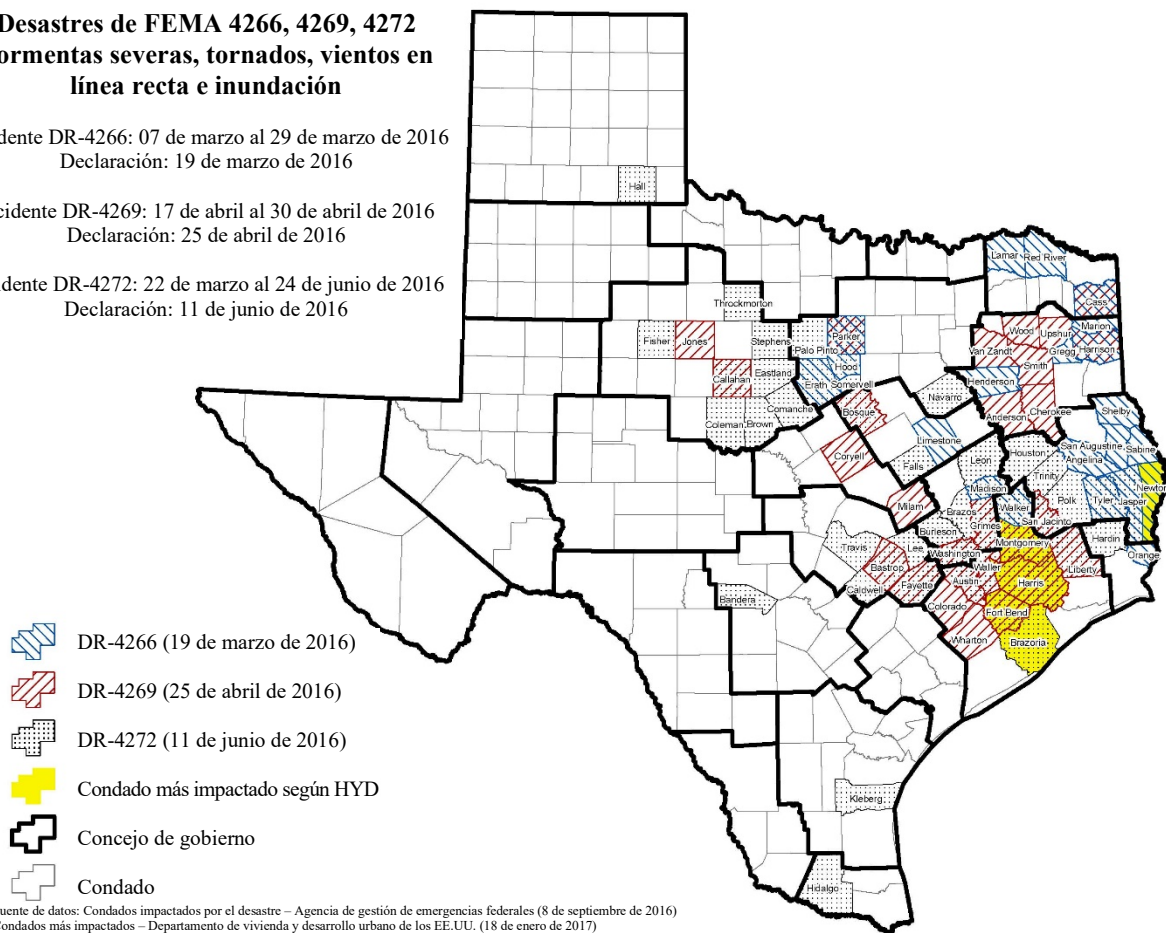 Desastres de FEMA 4266, 4269, 4272
ormentas severas, tornados, vientos en
línea recta e inundación
idente DR-4266: 07 de marzo al 29 de marzo de 2016
Declaración: 19 de marzo de 2016
cidente DR-4269: 17 de abril al 30 de abril de 2016
Declaración: 25 de abril de 2016
idente DR-4272: 22 de marzo al 24 de junio de 2016
Declaración: 11 de junio de 2016
Hall
Lamar Red River
Throckmorton
Cass
Fisher Jones Stephens Palo Pinto Parker
Wood Upshur Marion
Van Zandt Gregg Harrison
Callahan Eastland Hood
Smith
Erath Somervell Henderson
Comanche Bosque Navarro
Anderson Cherokee Shelby
Coleman Brown
Limestone
Coryell Falls Leon Houston San Augustine
Angelina Sabine
Trinity
Madison Newton
Milam Brazos Walker Polk Tyler Jasper
Burleson Grimes San Jacinto
Travis Lee Washington Montgomery Hardin
Orange
Bastrop Waller Liberty
Caldwell Fayette Austin Harris
Bandera
Colorado Fort Bend
Wharton Brazoria
Kleberg
Hidalgo
DR-4266 (19 de marzo de 2016)
DR-4269 (25 de abril de 2016)
DR-4272 (11 de junio de 2016)
Condado más impactado según HYD
Concejo de gobierno
Condado
uente de datos: Condados impactados por el desastre – Agencia de gestión de emergencias federales (8 de septiembre de 2016)
Condados más impactados – Departamento de vivienda y desarrollo urbano de los EE.UU. (18 de enero de 2017)